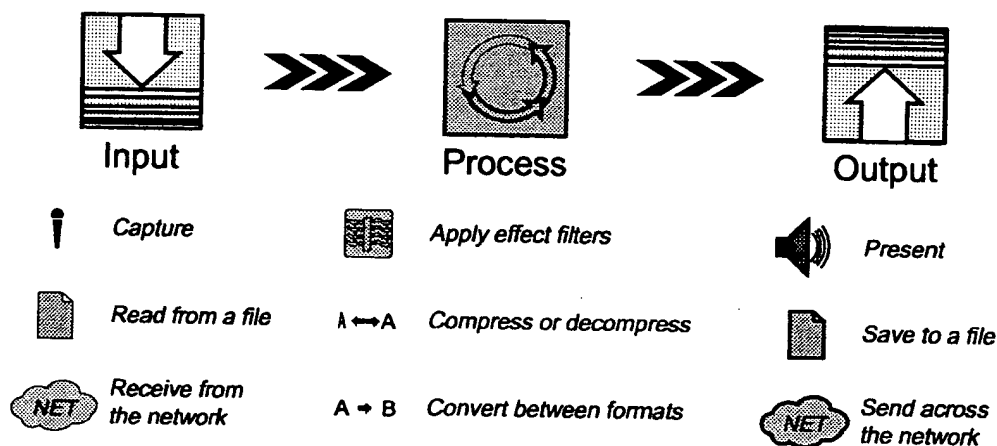 Input
Process
Output
Capture
Apply effect filters
Present
Read from a file
A ↔ A Compress or decompress
Save to a file
NET
Receive from
the network
A → B Convert between formats
NET
Send across
the network